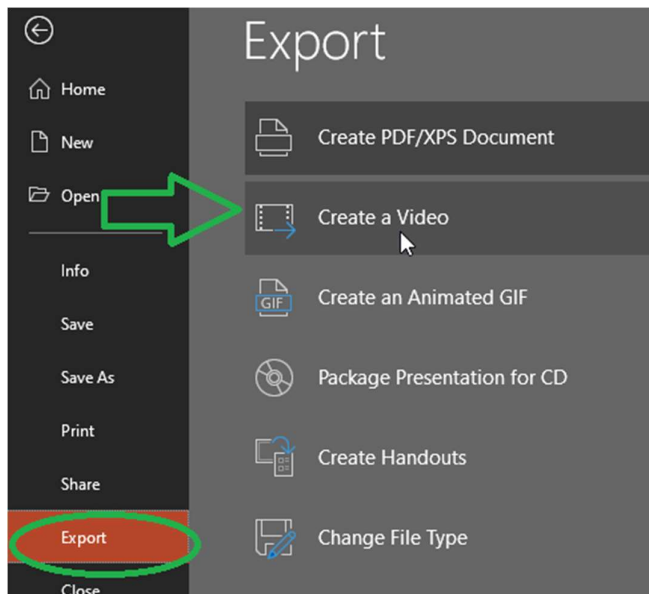 Export
Home
New
Open
Info
Save
Save As
Print
Share
Export
Close
Create PDF/XPS Document
Create a Video
Create an Animated GIF
GIF
Package Presentation for CD
Create Handouts
Change File Type